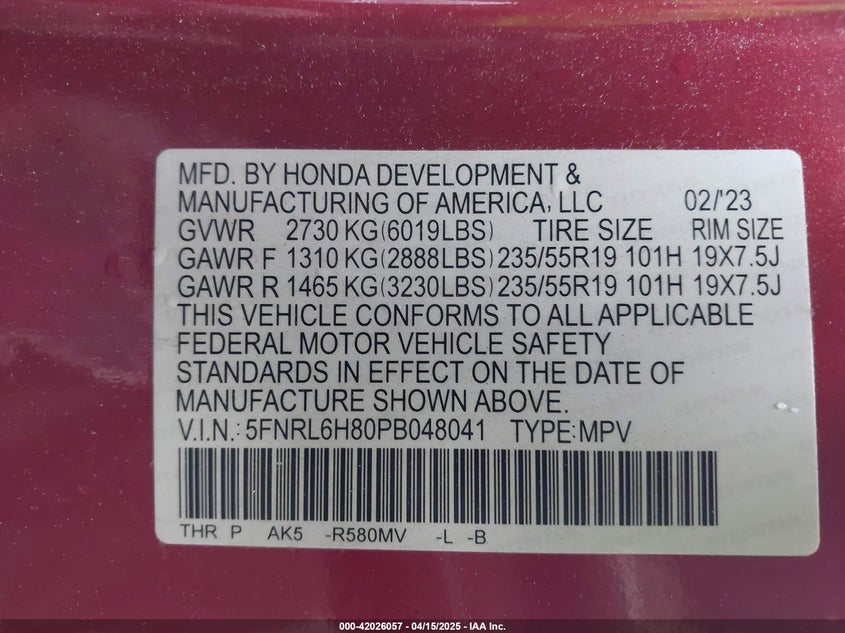 MFD. BY HONDA DEVELOPMENT &
MANUFACTURING OF AMERICA, LLC 02/'23
GVWR 2730 KG(6019LBS) TIRE SIZE RIM SIZE
GAWR F 1310 KG(2888LBS) 235/55R19 101H 19X7.5J
GAWR R 1465 KG(3230LBS) 235/55R19 101H 19X7.5J
THIS VEHICLE CONFORMS TO ALL APPLICABLE
FEDERAL MOTOR VEHICLE SAFETY
STANDARDS IN EFFECT ON THE DATE OF
MANUFACTURE SHOWN ABOVE.
V.I.N.: 5FNRL6H80PB048041 TYPE:MPV
THR P AK5 -R580MV -L -B
000-42026057 - 04/15/2025 - IAA Inc.